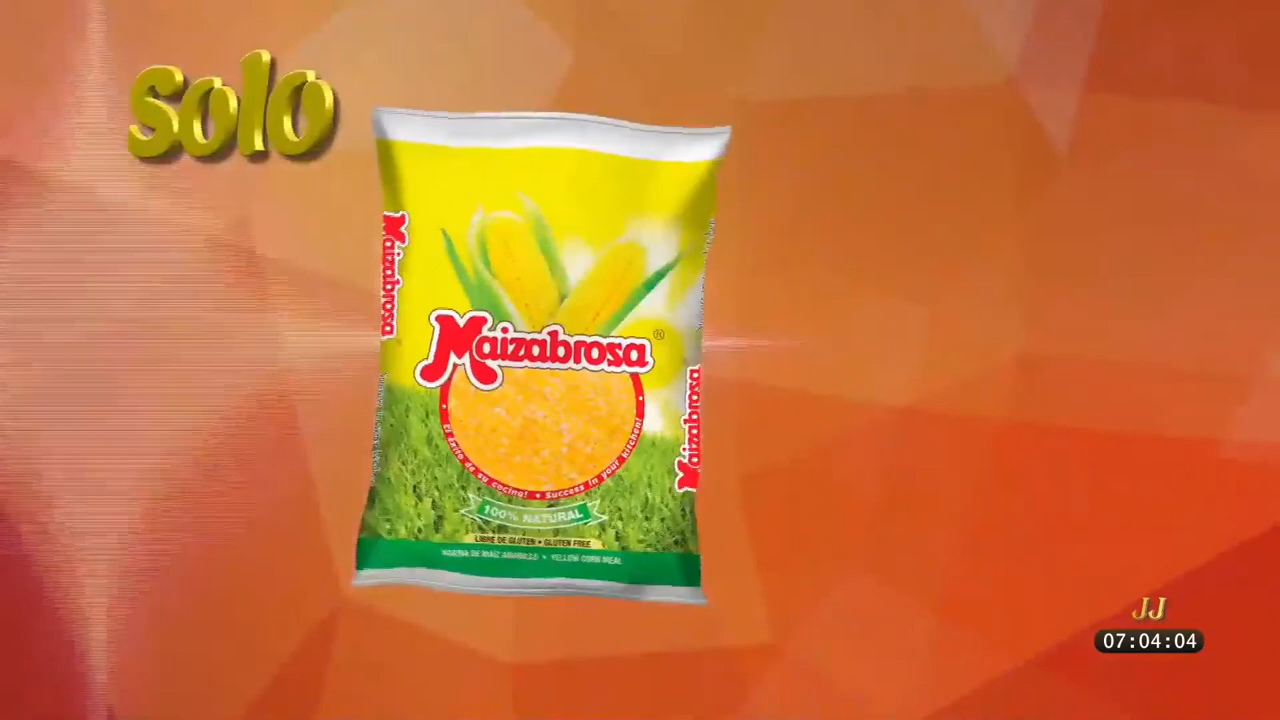 solo
Maizabrosa
Maizabrosa®
Maizabrosa
El éxito de su cocina! • Success in your kitchen!
100% NATURAL
LIBRE DE GLUTEN • GLUTEN FREE
HARINA DE MAÍZ AMARILLO • YELLOW CORN MEAL
JJ
07:04:04